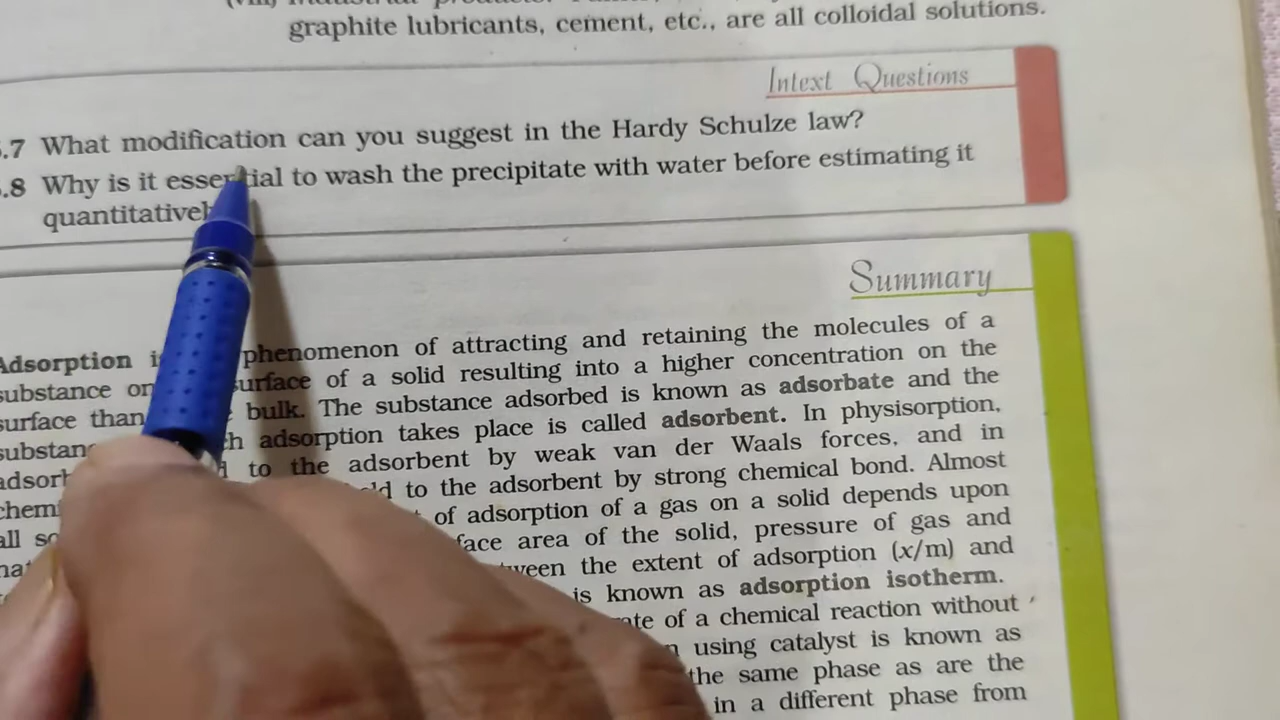 graphite lubricants, cement, etc., are all colloidal solutions.
Intext Questions
.7 What modification can you suggest in the Hardy Schulze law?
.8 Why is it essential to wash the precipitate with water before estimating it
quantitatively
Summary
Adsorption phenomenon of attracting and retaining the molecules of a
substance on surface of a solid resulting into a higher concentration on the
surface than bulk. The substance adsorbed is known as adsorbate and the
adsorption takes place is called adsorbent. In physisorption,
to the adsorbent by weak van der Waals forces, and in
to the adsorbent by strong chemical bond. Almost
of adsorption of a gas on a solid depends upon
area of the solid, pressure of gas and
the extent of adsorption (x/m) and
is known as adsorption isotherm.
of a chemical reaction without
using catalyst is known as
the same phase as are the
in a different phase from